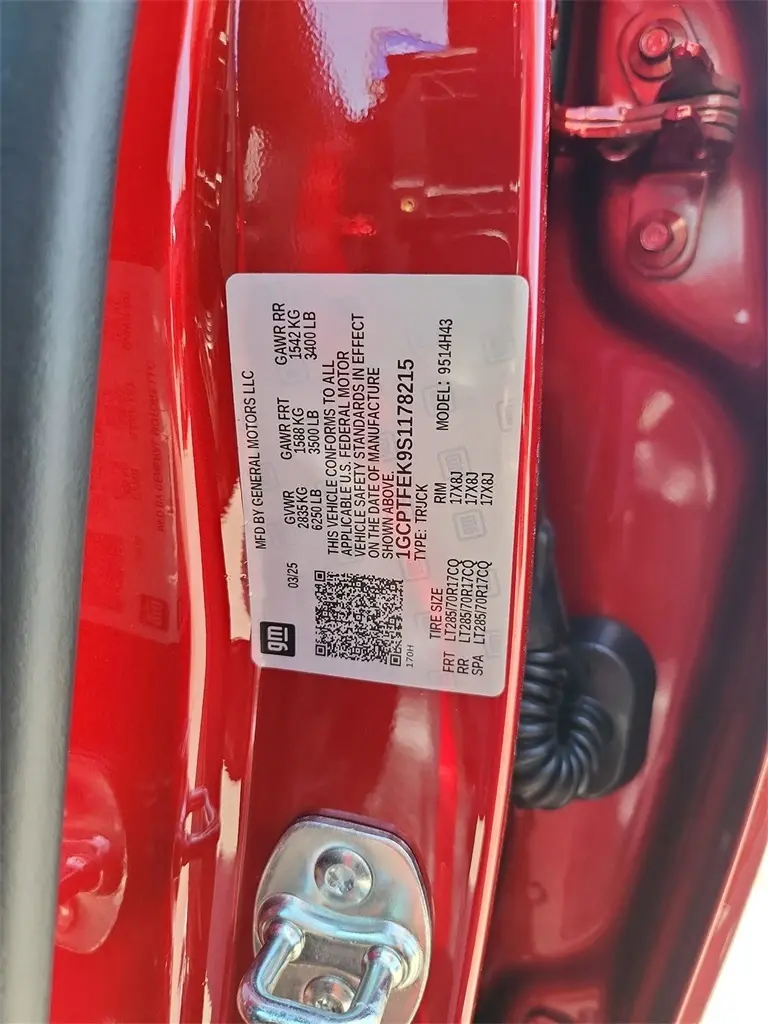 MFD BY GENERAL MOTORS LLC
gm
03/25
GVWR GAWR FRT GAWR RR
2835 KG 1588 KG 1542 KG
6250 LB 3500 LB 3400 LB
THIS VEHICLE CONFORMS TO ALL
APPLICABLE U.S. FEDERAL MOTOR
VEHICLE SAFETY STANDARDS IN EFFECT
ON THE DATE OF MANUFACTURE
SHOWN ABOVE.
1GCPTFEK9S1178215
170H
TYPE: TRUCK MODEL: 9514H43
TIRE SIZE RIM
FRT LT285/70R17CQ 17X8J
RR LT285/70R17CQ 17X8J
SPA LT285/70R17CQ 17X8J